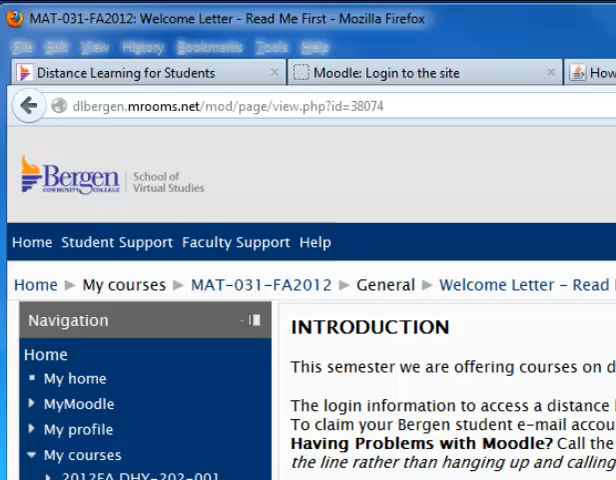 MAT-031-FA2012: Welcome Letter - Read Me First - Mozilla Firefox
File Edit View History Bookmarks Tools Help
Distance Learning for Students × Moodle: Login to the site × How
dlbergen.mrooms.net/mod/page/view.php?id=38074
Bergen
COMMUNITY COLLEGE
School of
Virtual Studies
Home Student Support Faculty Support Help
Home ► My courses ► MAT-031-FA2012 ► General ► Welcome Letter - Read
Navigation
Home
My home
MyMoodle
My profile
My courses
2012FA DHY-202-001
INTRODUCTION
This semester we are offering courses on d
The login information to access a distance
To claim your Bergen student e-mail accou
Having Problems with Moodle? Call the
the line rather than hanging up and calling